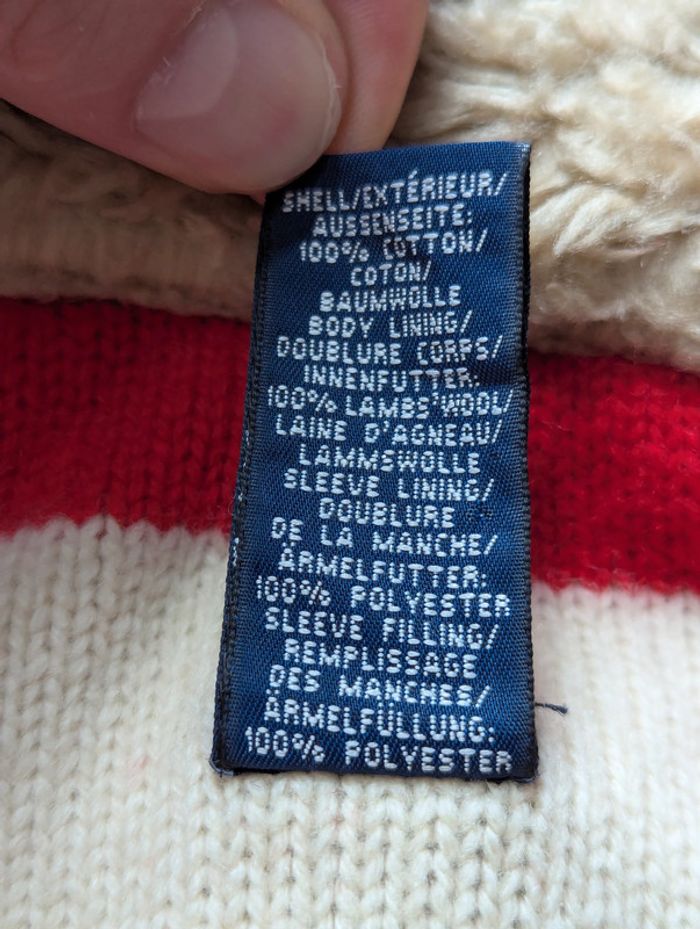 SHELL/EXTÉRIEUR/
AUSSENSEITE:
100% COTTON/
COTON/
BAUMWOLLE
BODY LINING/
DOUBLURE CORPS/
INNENFUTTER:
100% LAMBS'WOOL/
LAINE D'AGNEAU/
LAMMSWOLLE
SLEEVE LINING/
DOUBLURE
DE LA MANCHE/
ÄRMELFUTTER:
100% POLYESTER
SLEEVE FILLING/
REMPLISSAGE
DES MANCHES/
ÄRMELFÜLLUNG:
100% POLYESTER